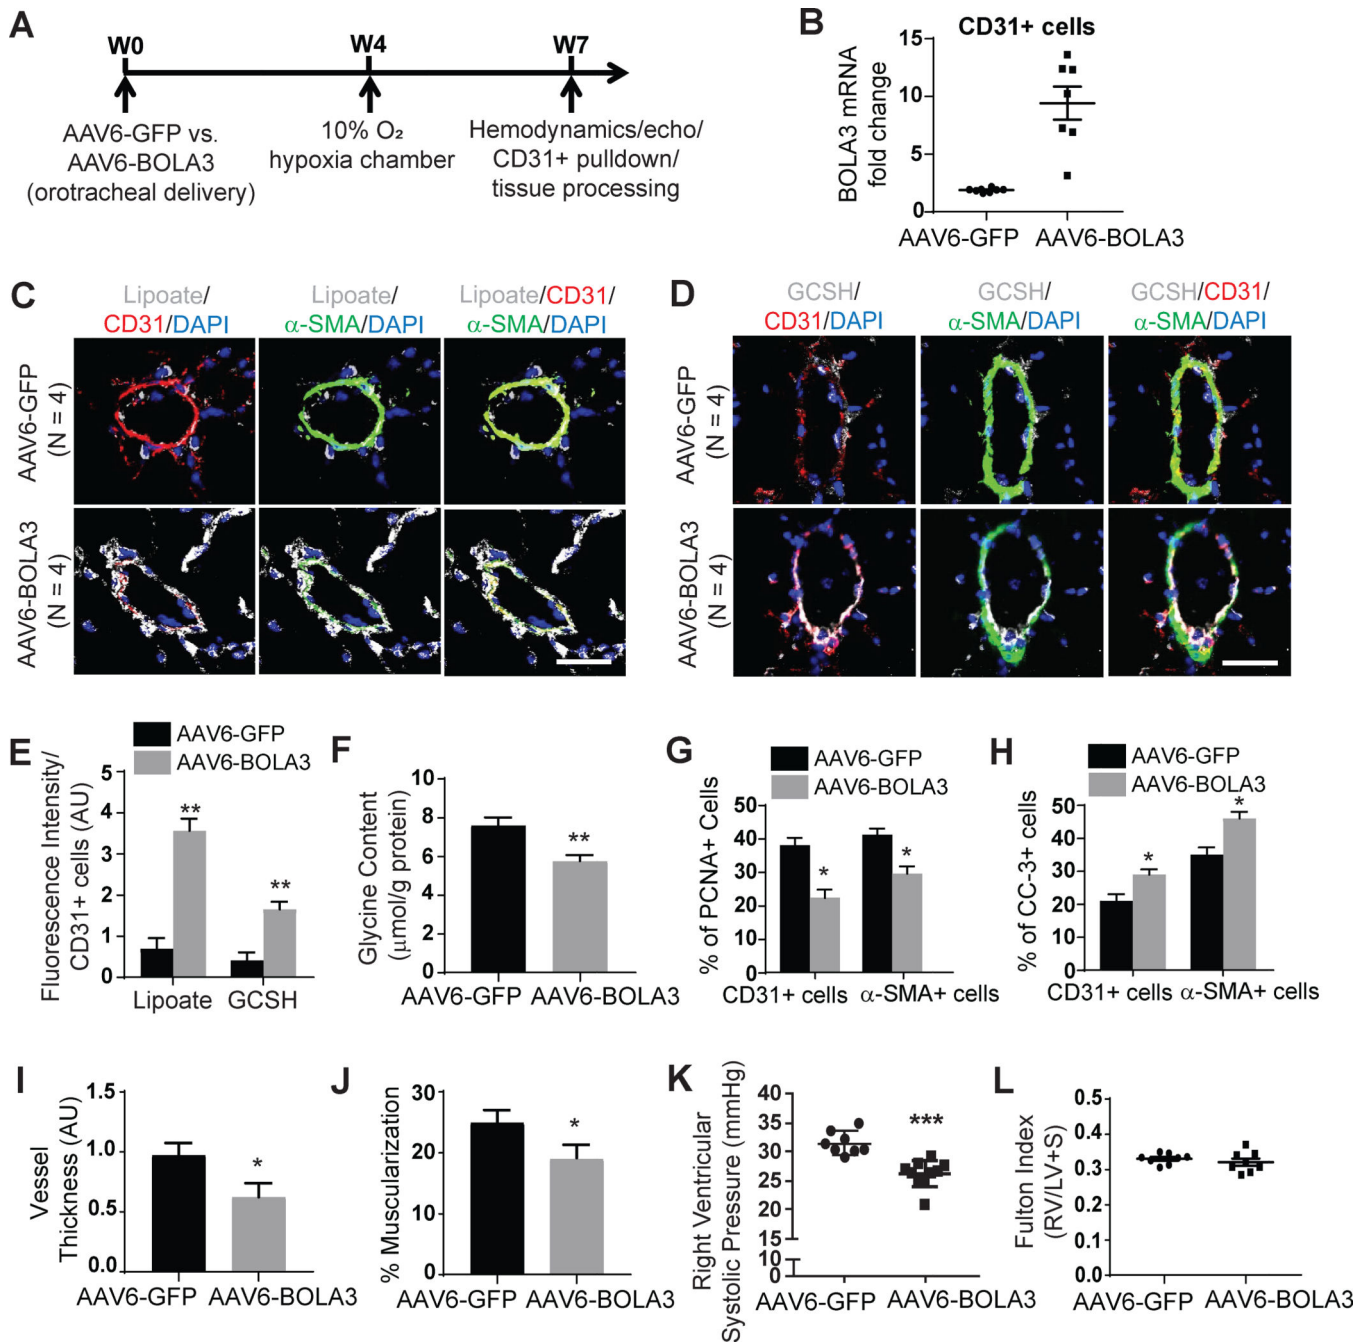 A
W0
W4
W7
AAV6-GFP vs.
AAV6-BOLA3
(orotracheal delivery)
10% O₂
hypoxia chamber
Hemodynamics/echo/
CD31+ pulldown/
tissue processing
B
CD31+ cells
BOLA3 mRNA
fold change
15
10
5
0
AAV6-GFP
AAV6-BOLA3
C
Lipoate/
CD31/DAPI
Lipoate/
α-SMA/DAPI
Lipoate/CD31/
α-SMA/DAPI
AAV6-GFP
(N = 4)
AAV6-BOLA3
(N = 4)
D
GCSH/
CD31/DAPI
GCSH/
α-SMA/DAPI
GCSH/CD31/
α-SMA/DAPI
AAV6-GFP
(N = 4)
AAV6-BOLA3
(N = 4)
E
AAV6-GFP
AAV6-BOLA3
Fluorescence Intensity/
CD31+ cells (AU)
5
4
3
2
1
0
**
**
Lipoate
GCSH
F
Glycine Content
(μmol/g protein)
10
8
6
4
2
0
**
AAV6-GFP
AAV6-BOLA3
G
AAV6-GFP
AAV6-BOLA3
% of PCNA+ Cells
50
40
30
20
10
0
*
*
CD31+ cells
α-SMA+ cells
H
AAV6-GFP
AAV6-BOLA3
% of CC-3+ cells
50
40
30
20
10
0
*
*
CD31+ cells
α-SMA+ cells
I
Vessel
Thickness (AU)
1.5
1.0
0.5
0.0
*
AAV6-GFP
AAV6-BOLA3
J
% Muscularization
30
20
10
0
*
AAV6-GFP
AAV6-BOLA3
K
Right Ventricular
Systolic Pressure (mmHg)
40
35
30
25
20
15
10
0
***
AAV6-GFP
AAV6-BOLA3
L
Fulton Index
(RV/LV+S)
0.5
0.4
0.3
0.2
0.1
0.0
AAV6-GFP
AAV6-BOLA3